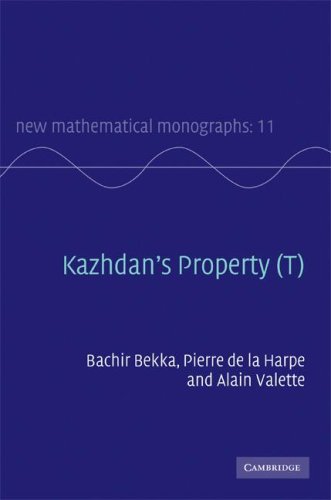 new mathematical monographs: 11
Kazhdan's Property (T)
Bachir Bekka, Pierre de la Harpe
and Alain Valette
CAMBRIDGE